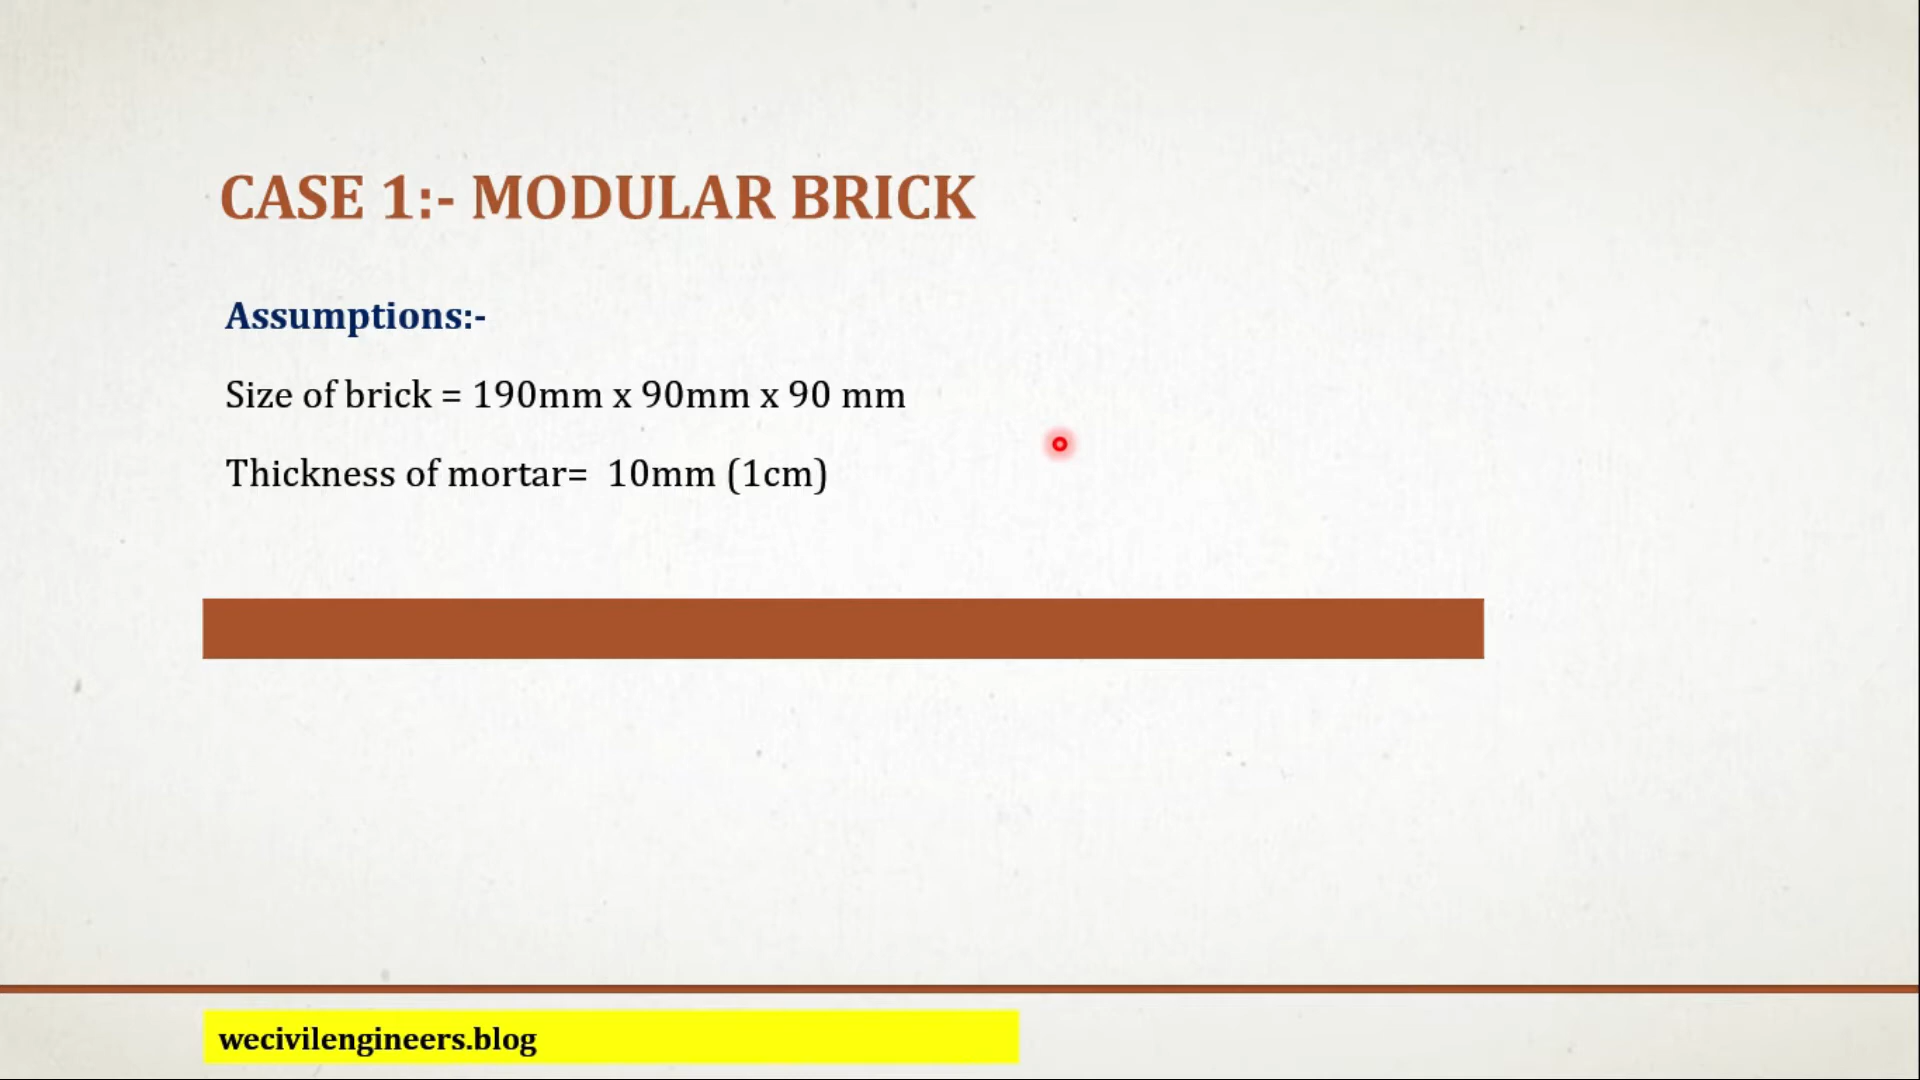 CASE 1:- MODULAR BRICK
Assumptions:-
Size of brick = 190mm x 90mm x 90 mm
Thickness of mortar= 10mm (1cm)
wecivilengineers.blog